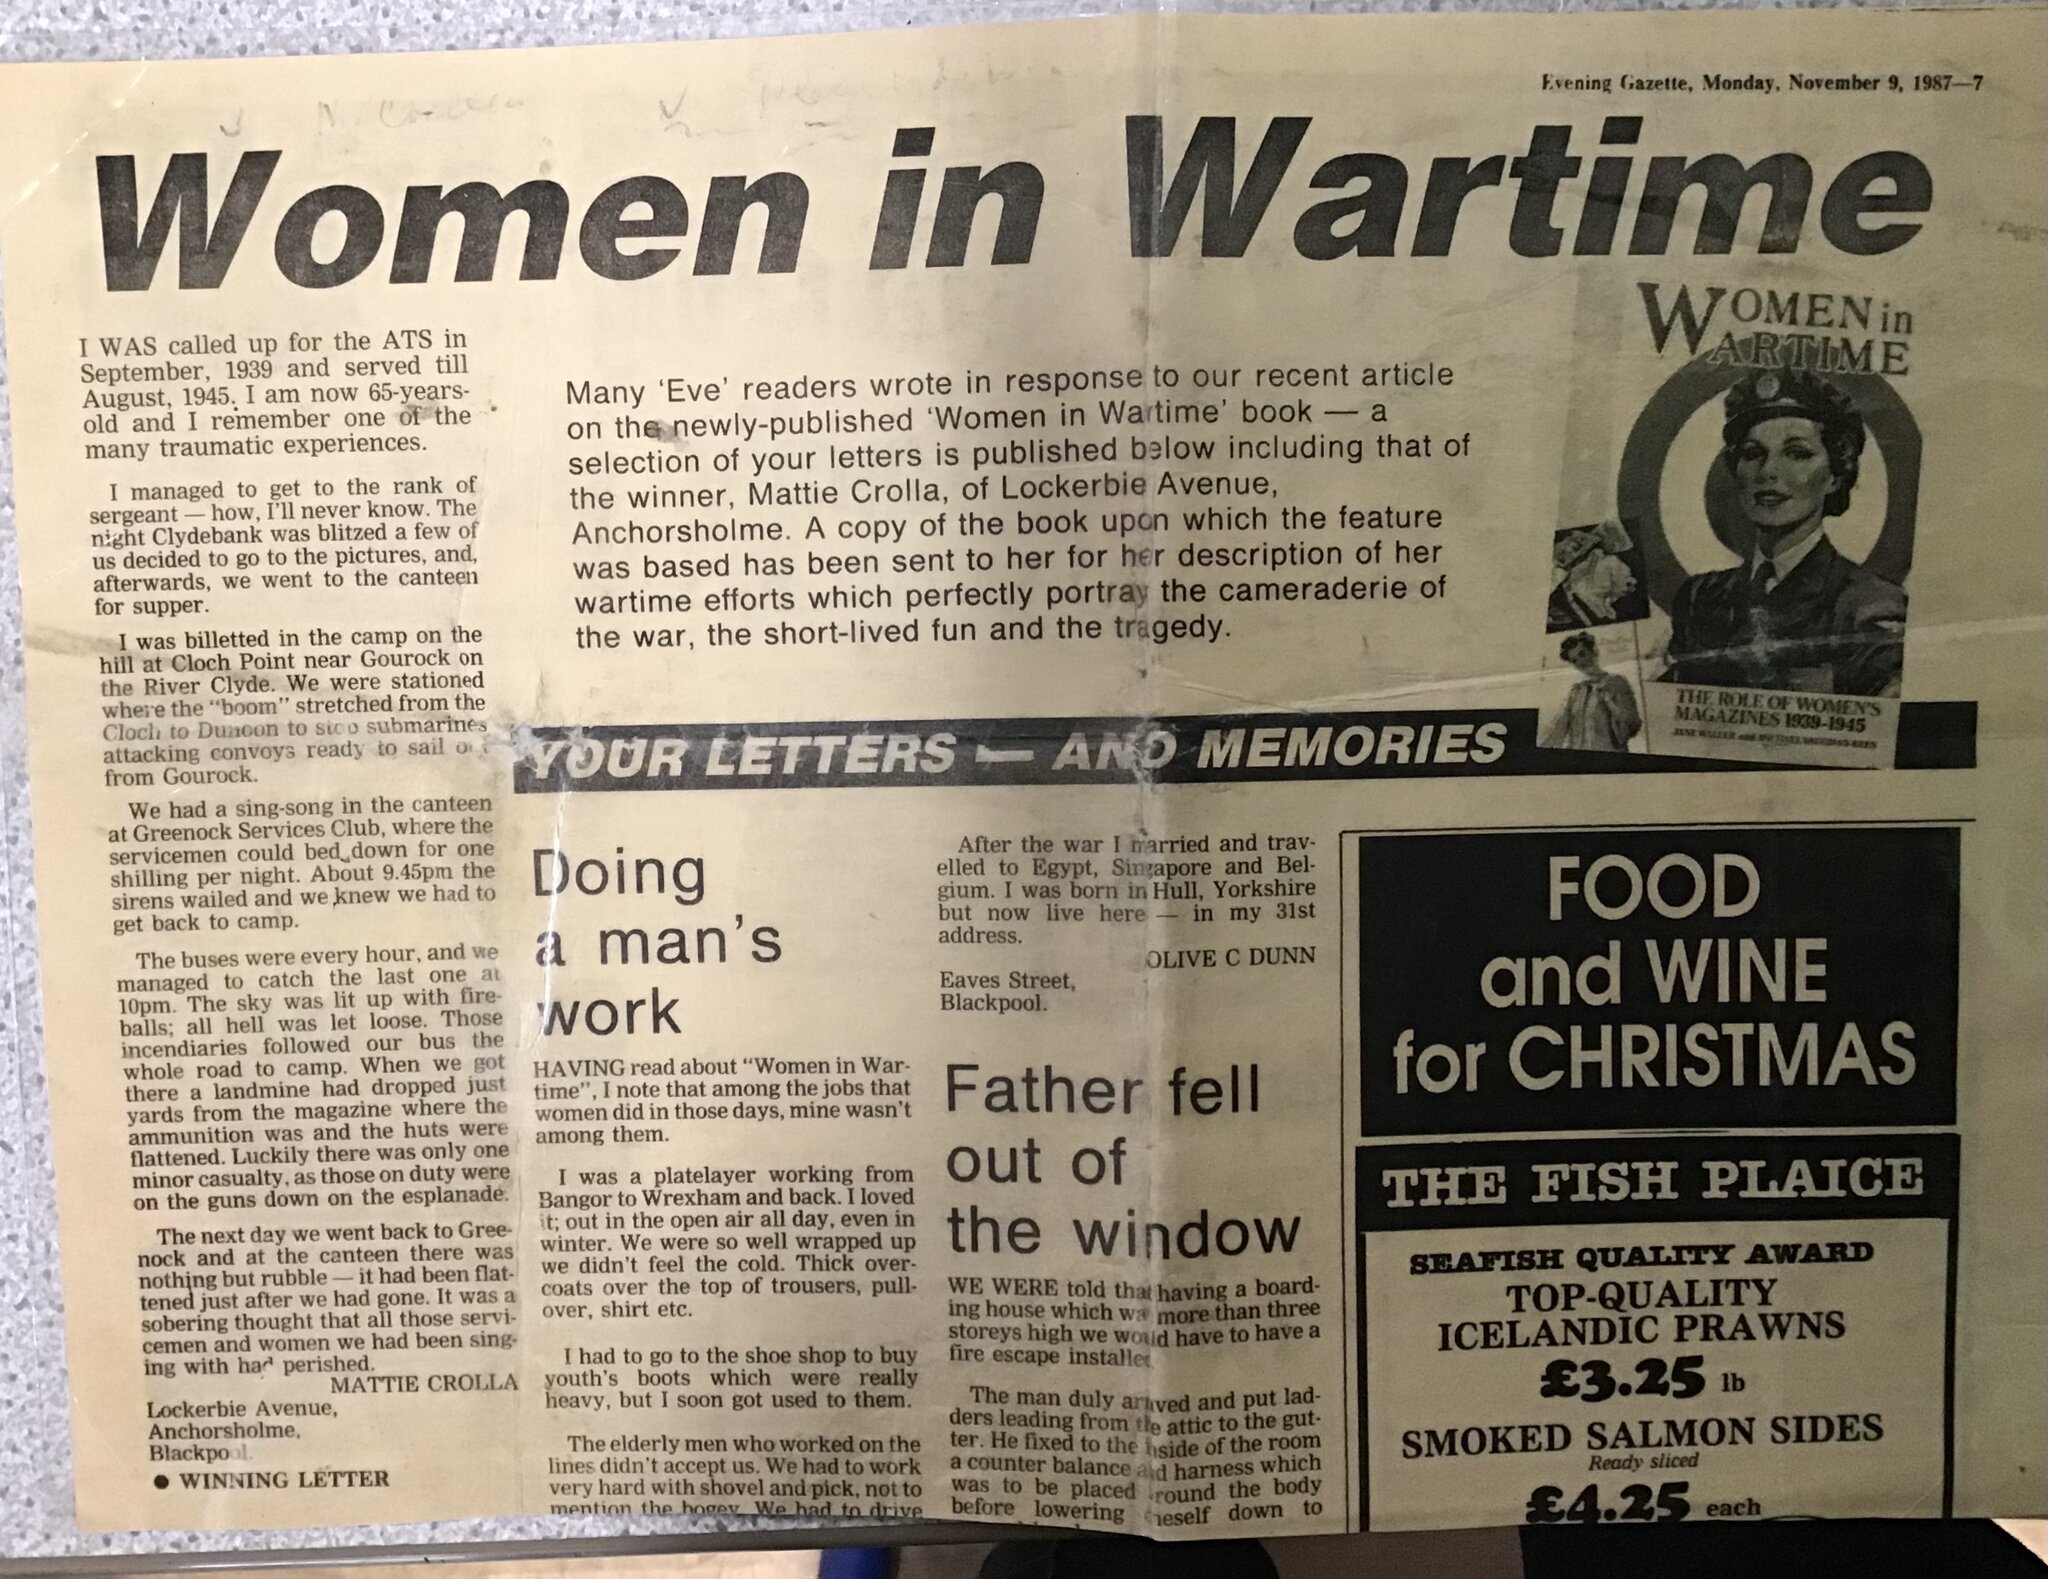 Evening Gazette, Monday, November 9, 1987—7
Women in Wartime
I WAS called up for the ATS in
September, 1939 and served till
August, 1945. I am now 65-years-
old and I remember one of the
many traumatic experiences.
I managed to get to the rank of
sergeant — how, I'll never know. The
night Clydebank was blitzed a few of
us decided to go to the pictures, and,
afterwards, we went to the canteen
for supper.
I was billetted in the camp on the
hill at Cloch Point near Gourock on
the River Clyde. We were stationed
where the "boom" stretched from the
Cloch to Dunoon to stop submarines
attacking convoys ready to sail out
from Gourock.
We had a sing-song in the canteen
at Greenock Services Club, where the
servicemen could bed down for one
shilling per night. About 9.45pm the
sirens wailed and we knew we had to
get back to camp.
The buses were every hour, and we
managed to catch the last one at
10pm. The sky was lit up with fire-
balls; all hell was let loose. Those
incendiaries followed our bus the
whole road to camp. When we got
there a landmine had dropped just
yards from the magazine where the
ammunition was and the huts were
flattened. Luckily there was only one
minor casualty, as those on duty were
on the guns down on the esplanade.
The next day we went back to Gree-
nock and at the canteen there was
nothing but rubble — it had been flat-
tened just after we had gone. It was a
sobering thought that all those servi-
cemen and women we had been sing-
ing with had perished.
MATTIE CROLLA
Lockerbie Avenue,
Anchorsholme,
Blackpool.
● WINNING LETTER
Many 'Eve' readers wrote in response to our recent article
on the newly-published 'Women in Wartime' book — a
selection of your letters is published below including that of
the winner, Mattie Crolla, of Lockerbie Avenue,
Anchorsholme. A copy of the book upon which the feature
was based has been sent to her for her description of her
wartime efforts which perfectly portray the cameraderie of
the war, the short-lived fun and the tragedy.
WOMEN in
WARTIME
THE ROLE OF WOMEN'S
MAGAZINES 1939-1945
JANE WALLER and MICHAEL VAUGHAN-REES
YOUR LETTERS — AND MEMORIES
Doing
a man's
work
HAVING read about "Women in War-
time", I note that among the jobs that
women did in those days, mine wasn't
among them.
I was a platelayer working from
Bangor to Wrexham and back. I loved
it; out in the open air all day, even in
winter. We were so well wrapped up
we didn't feel the cold. Thick over-
coats over the top of trousers, pull-
over, shirt etc.
I had to go to the shoe shop to buy
youth's boots which were really
heavy, but I soon got used to them.
The elderly men who worked on the
lines didn't accept us. We had to work
very hard with shovel and pick, not to
mention the bogey. We had to drive
After the war I married and trav-
elled to Egypt, Singapore and Bel-
gium. I was born in Hull, Yorkshire
but now live here — in my 31st
address.
OLIVE C DUNN
Eaves Street,
Blackpool.
Father fell
out of
the window
WE WERE told that having a board-
ing house which was more than three
storeys high we would have to have a
fire escape installed.
The man duly arrived and put lad-
ders leading from the attic to the gut-
ter. He fixed to the inside of the room
a counter balance and harness which
was to be placed around the body
before lowering oneself down to
FOOD
and WINE
for CHRISTMAS
THE FISH PLAICE
SEAFISH QUALITY AWARD
TOP-QUALITY
ICELANDIC PRAWNS
£3.25 lb
SMOKED SALMON SIDES
Ready sliced
£4.25 each